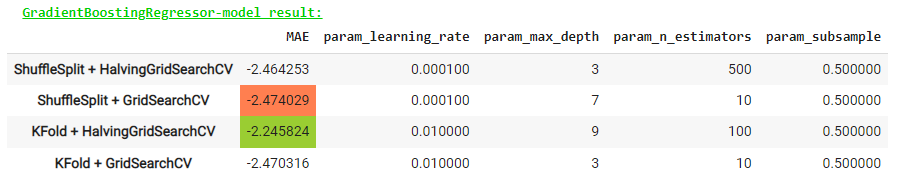 GradientBoostingRegressor-model result:
MAE param_learning_rate param_max_depth param_n_estimators param_subsample
ShuffleSplit + HalvingGridSearchCV -2.464253 0.000100 3 500 0.500000
ShuffleSplit + GridSearchCV -2.474029 0.000100 7 10 0.500000
KFold + HalvingGridSearchCV -2.245824 0.010000 9 100 0.500000
KFold + GridSearchCV -2.470316 0.010000 3 10 0.500000